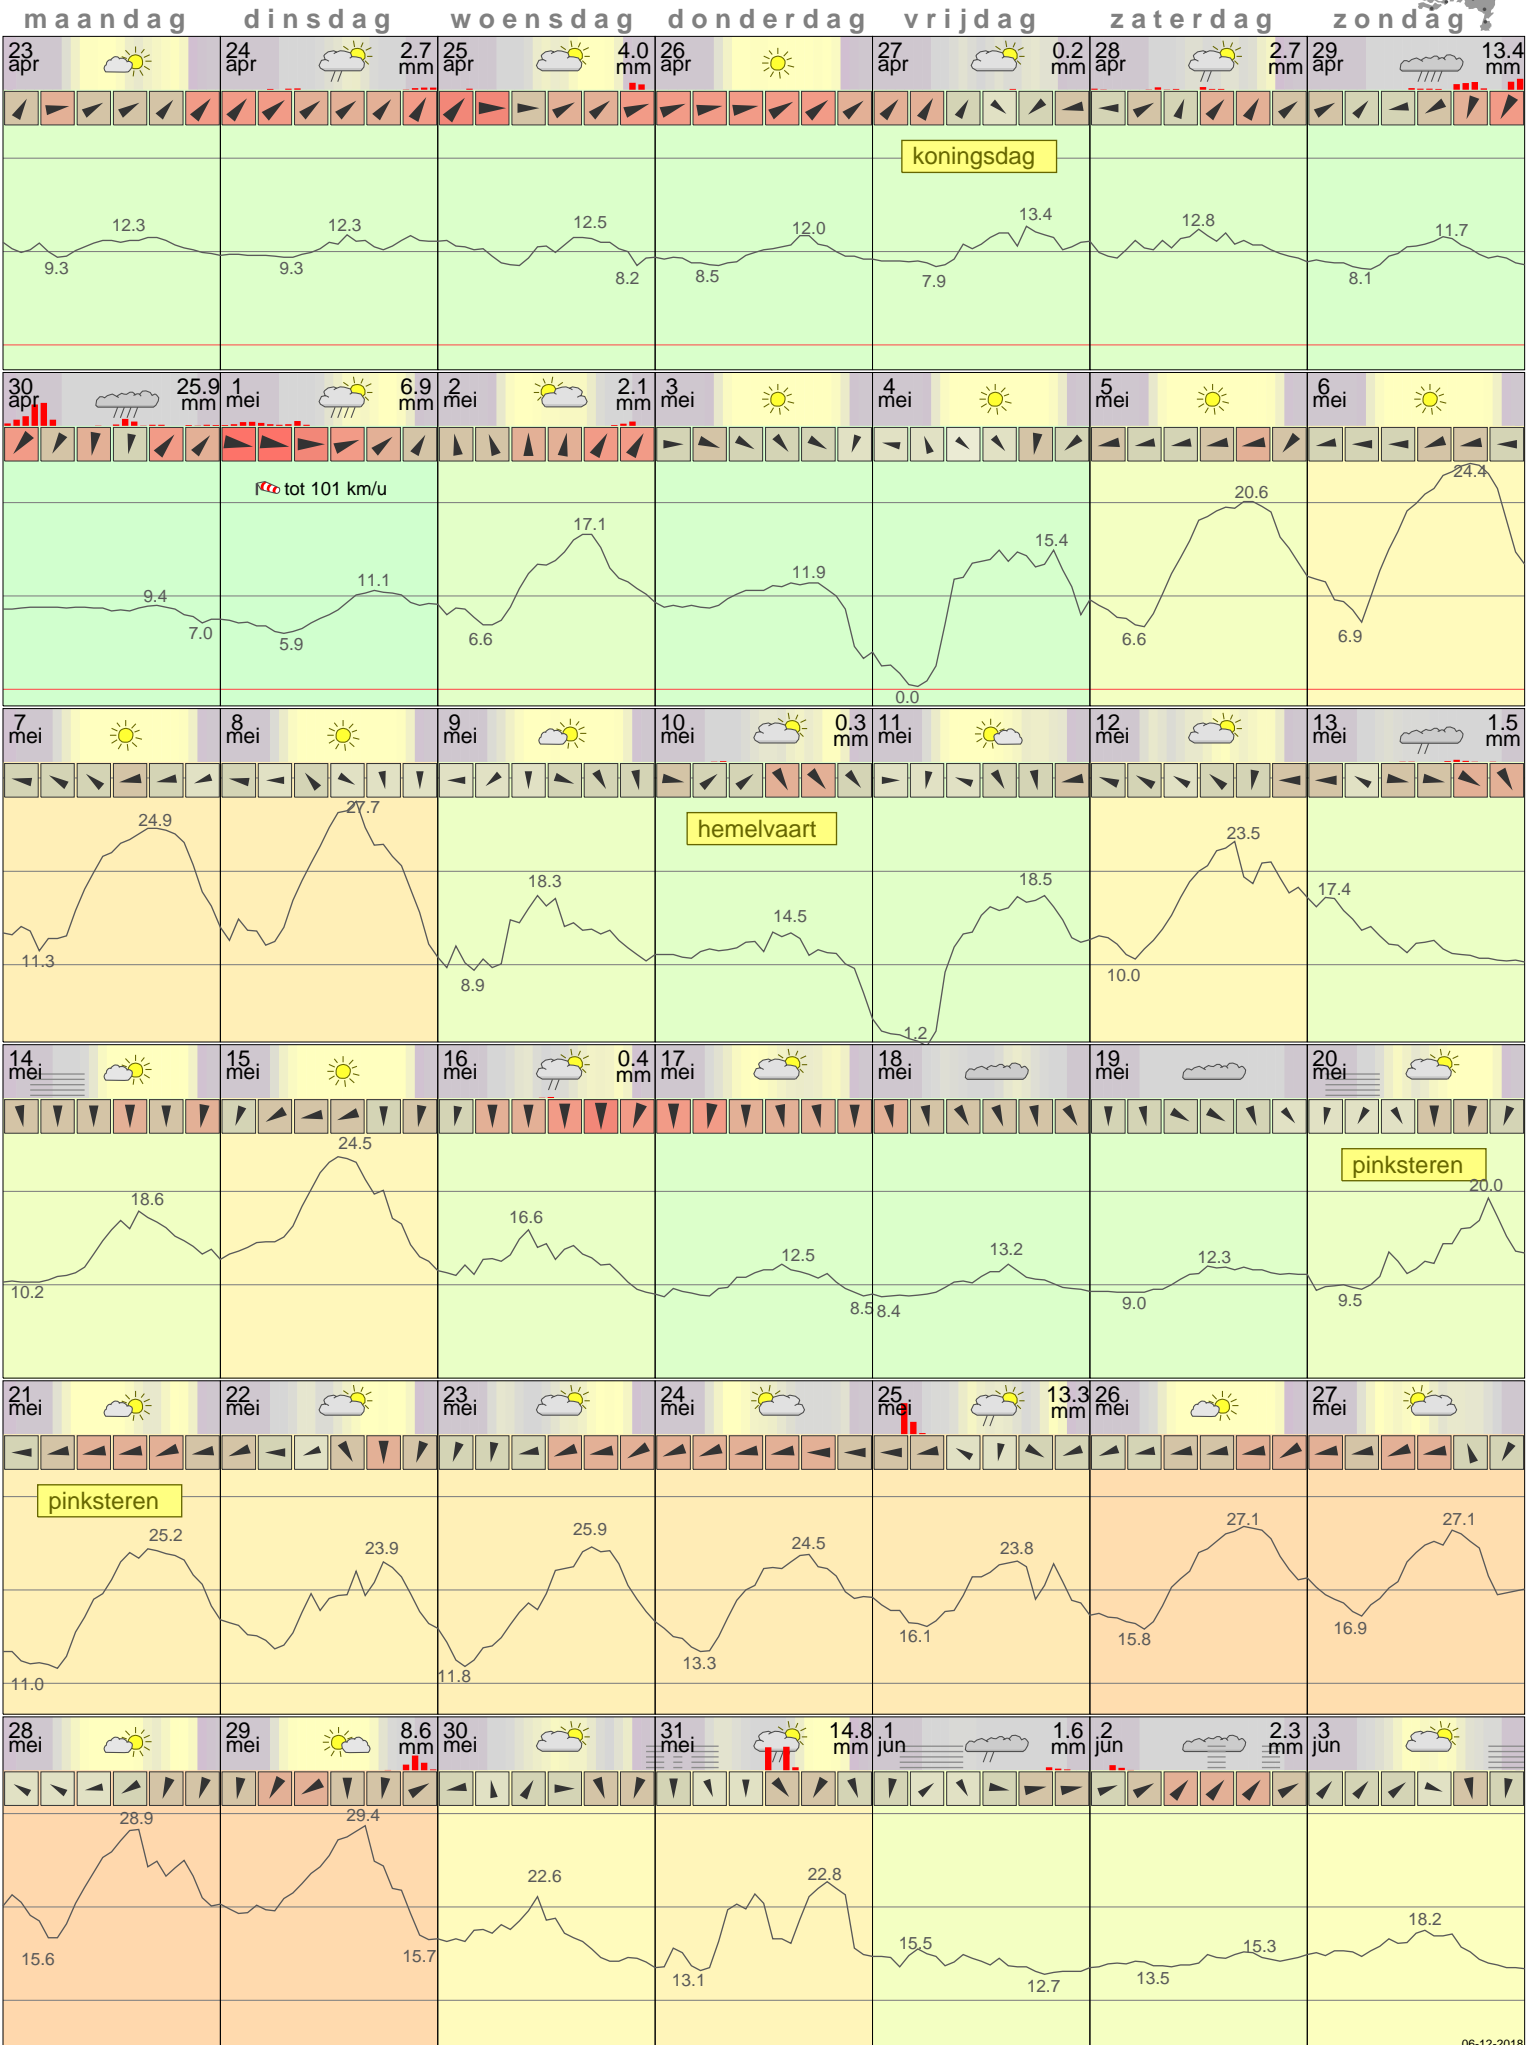 maandag dinsdag woensdag donderdag vrijdag zaterdag zondag
23 24 2.7 25 4.0 26 27 0.2 28 2.7 29 13.4
apr apr mm apr mm apr apr mm apr mm apr mm
koningsdag
12.3 12.3 12.5 12.0 13.4 12.8 11.7
9.3 9.3 8.2 8.5 7.9 8.1
30 25.9 1 6.9 2 2.1 3 4 5 6
apr mm mei mm mei mm mei mei mei mei
tot 101 km/u
9.4 11.1 17.1 11.9 15.4 20.6 24.4
7.0 5.9 6.6 0.0 6.6 6.9
7 8 9 10 0.3 11 12 13 1.5
mei mei mei mei mm mei mei mei mm
hemelvaart
24.9 27.7 18.3 14.5 18.5 23.5 17.4
11.3 8.9 1.2 10.0
14 15 16 0.4 17 18 19 20
mei mei mei mm mei mei mei mei
pinksteren
18.6 24.5 16.6 12.5 13.2 12.3 20.0
10.2 8.5 8.4 9.0 9.5
21 22 23 24 25 13.3 26 27
mei mei mei mei mei mm mei mei
pinksteren
25.2 23.9 25.9 24.5 23.8 27.1 27.1
11.0 11.8 13.3 16.1 15.8 16.9
28 29 8.6 30 31 14.8 1 1.6 2 2.3 3
mei mei mm mei mei mm jun mm jun mm jun
28.9 29.4 22.6 22.8 15.5 15.3 18.2
15.6 15.7 13.1 12.7 13.5
06-12-2018